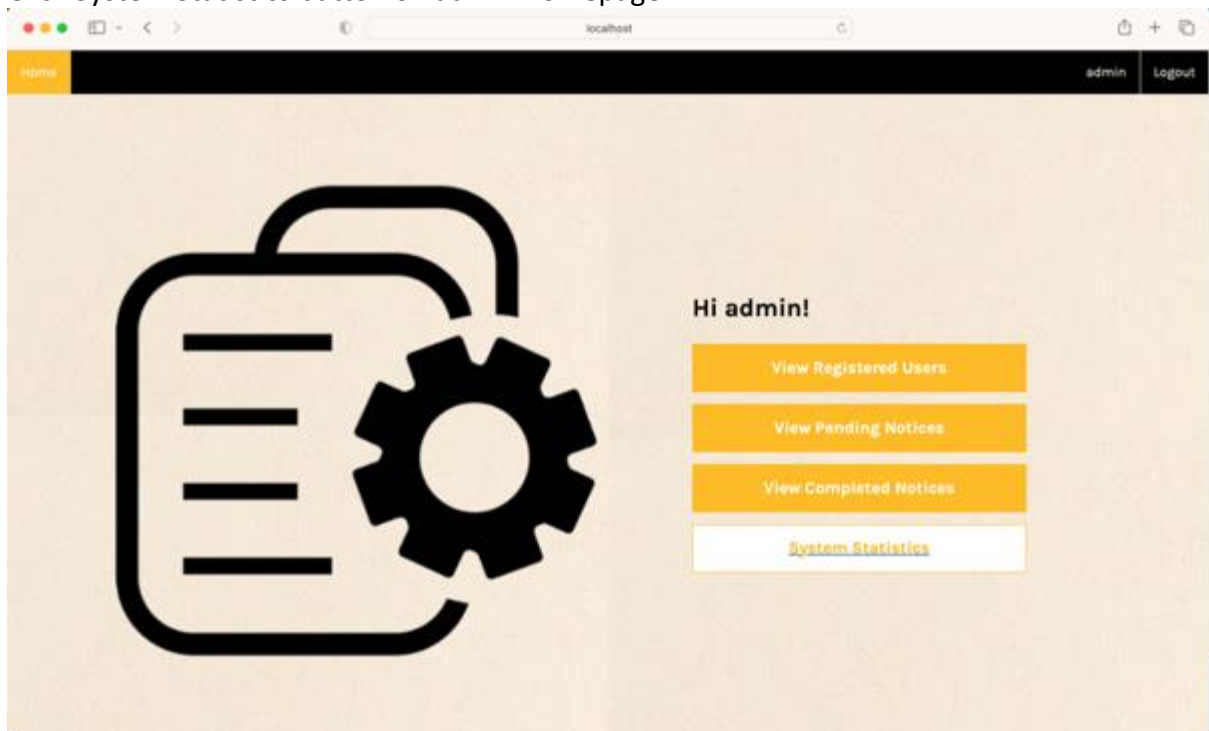 localhost
Home
admin
Logout
Hi admin!
View Registered Users
View Pending Notices
View Completed Notices
System Statistics